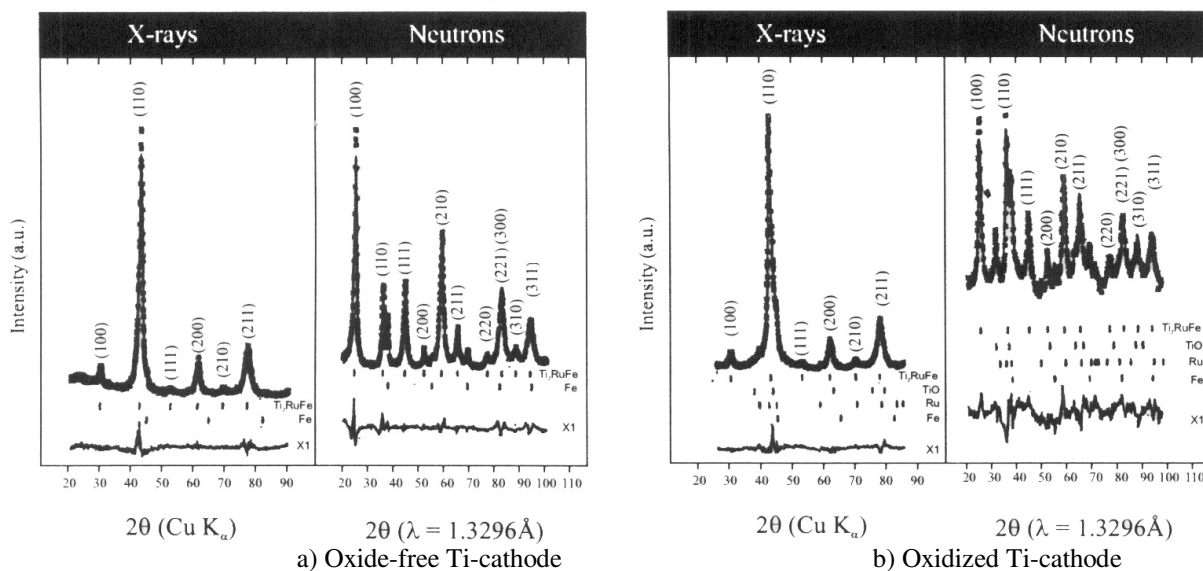 X-rays
Neutrons
(110)
(100)
(111)
(200)
(210)
(211)
(100)
(110)
(111)
(200)
(210)
(211)
(220)
(221) (300)
(310)
(311)
Intensity (a.u.)
Ti₂RuFe
Fe
X1
Ti₂RuFe
Fe
X1
20 30 40 50 60 70 80 90
20 30 40 50 60 70 80 90 100 110
2θ (Cu Kα)
2θ (λ = 1.3296Å)
a) Oxide-free Ti-cathode
X-rays
Neutrons
(110)
(100)
(111)
(200)
(210)
(211)
(100)
(110)
(111)
(200)
(210)
(211)
(220)
(221) (300)
(310)
(311)
Intensity (a.u.)
Ti₂RuFe
TiO
Ru
Fe
X1
Ti₂RuFe
TiO
Ru
Fe
X1
20 30 40 50 60 70 80 90
20 30 40 50 60 70 80 90 100 110
2θ (Cu Kα)
2θ (λ = 1.3296Å)
b) Oxidized Ti-cathode